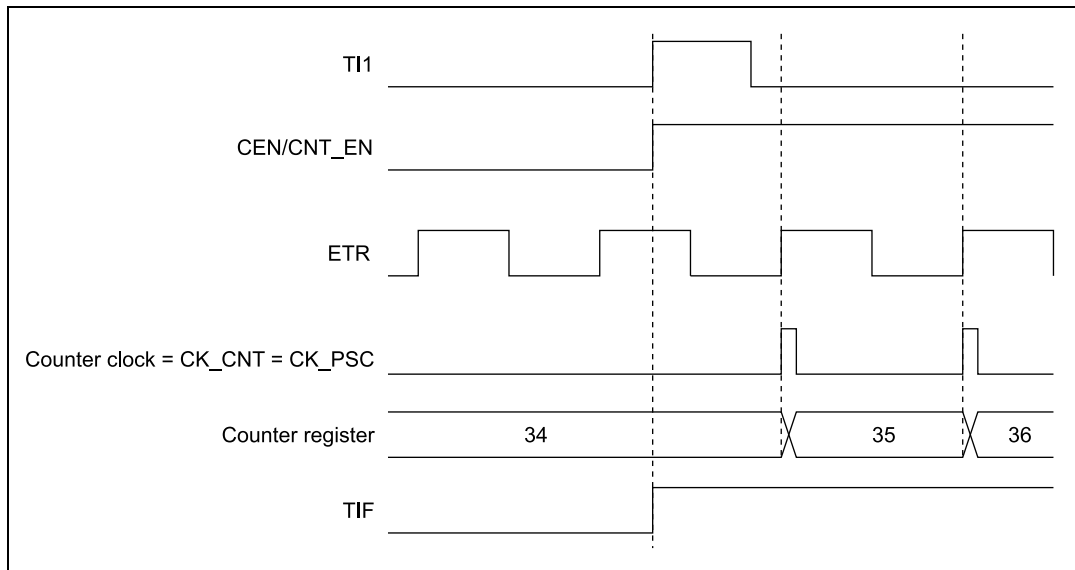 TI1
CEN/CNT_EN
ETR
Counter clock = CK_CNT = CK_PSC
Counter register 34 35 36
TIF